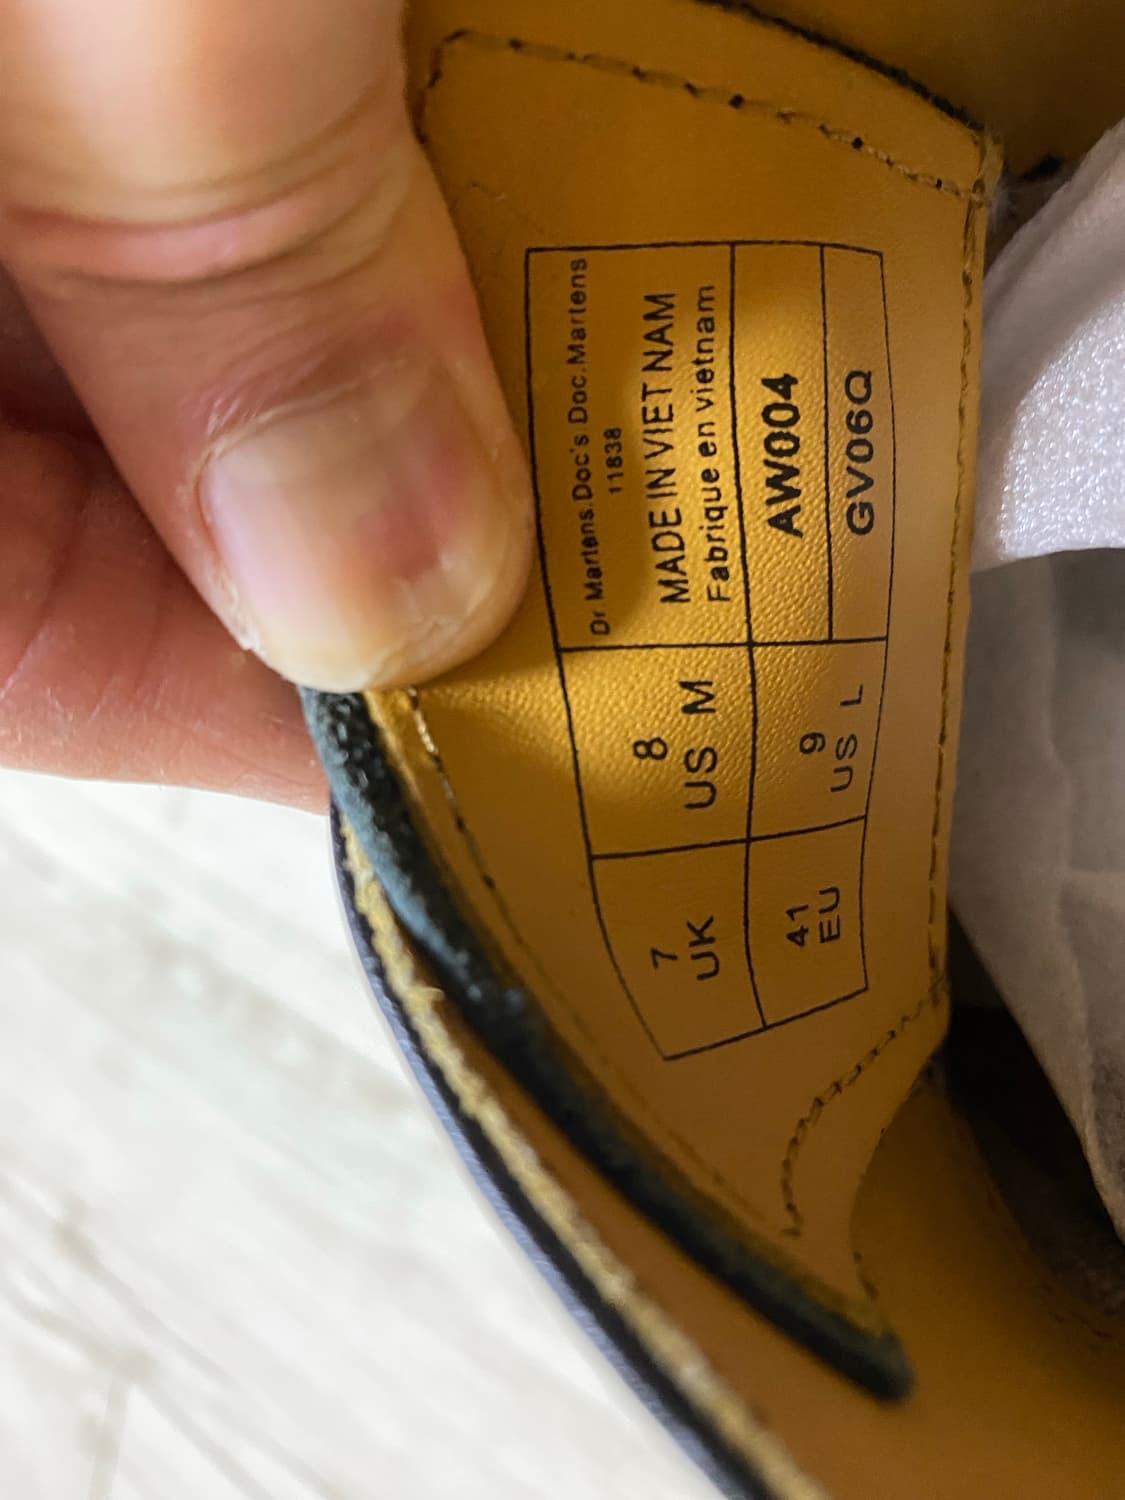 Dr Martens.Doc's Doc.Martens
11838
MADE IN VIET NAM
Fabrique en vietnam
AW004
GV06Q
8
US M
9
US L
7
UK
41
EU